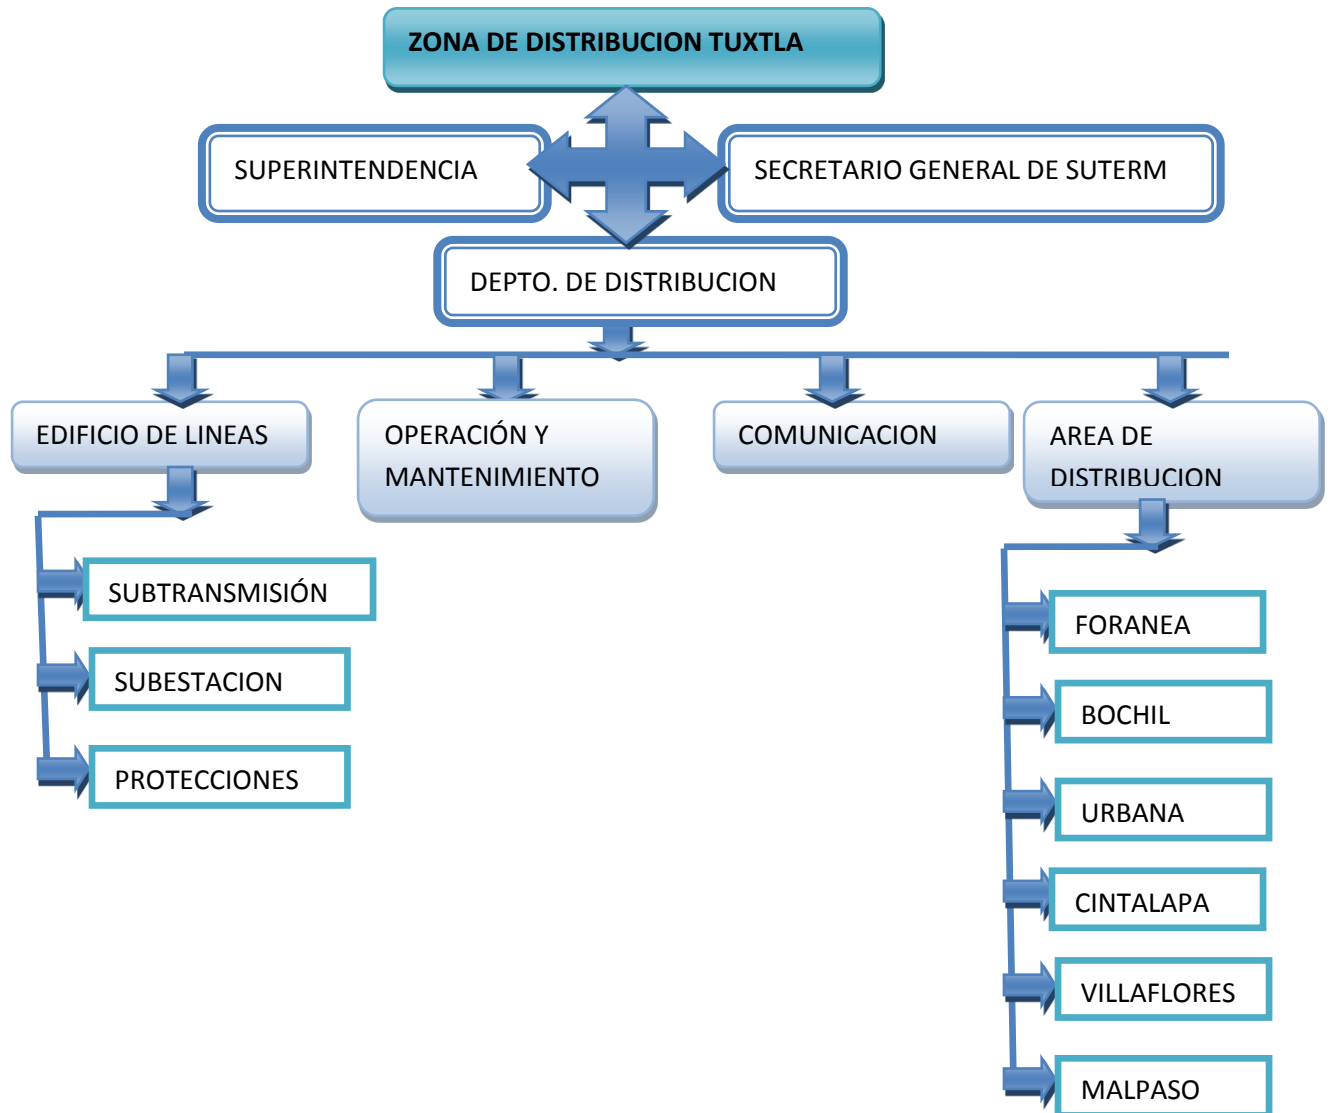 ZONA DE DISTRIBUCION TUXTLA
SUPERINTENDENCIA
SECRETARIO GENERAL DE SUTERM
DEPTO. DE DISTRIBUCION
EDIFICIO DE LINEAS
OPERACIÓN Y
MANTENIMIENTO
COMUNICACION
AREA DE
DISTRIBUCION
SUBTRANSMISIÓN
SUBESTACION
PROTECCIONES
FORANEA
BOCHIL
URBANA
CINTALAPA
VILLAFLORES
MALPASO